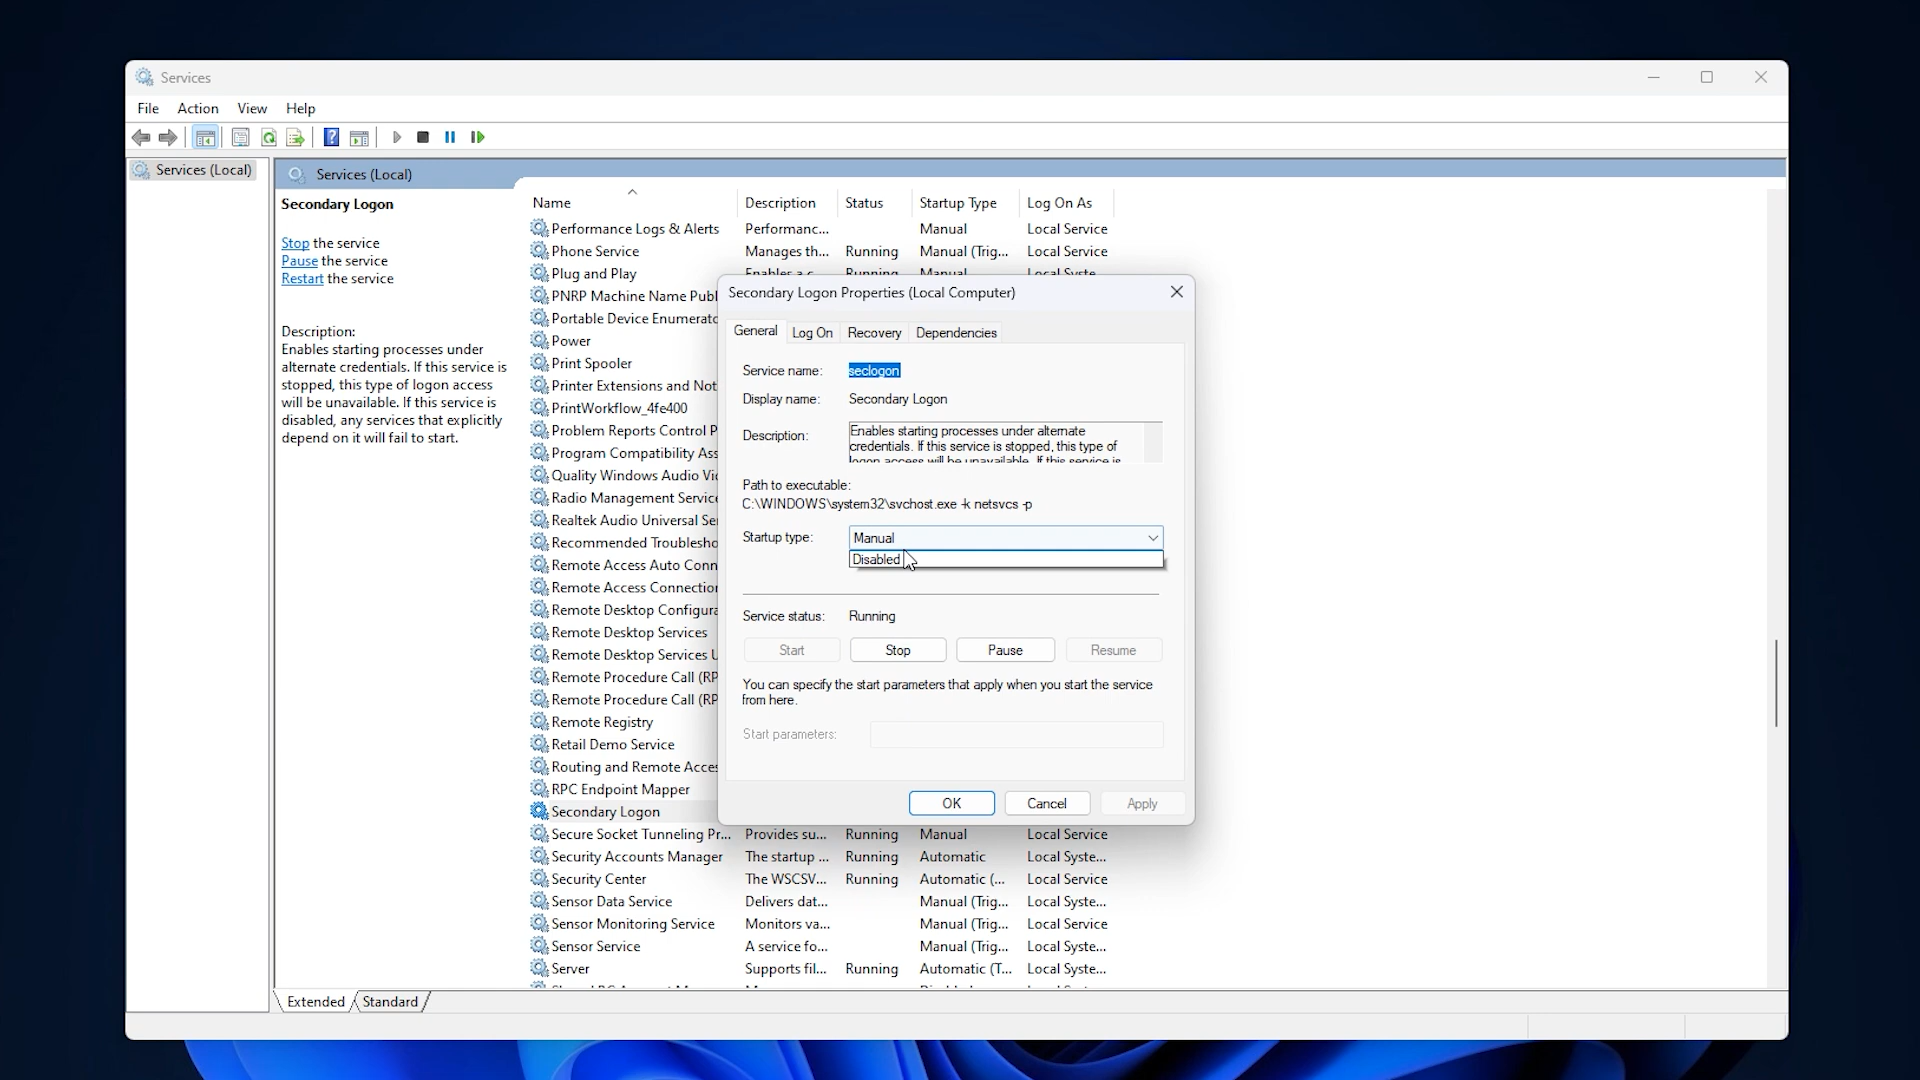 Services
File Action View Help
Services (Local)
Services (Local)
Secondary Logon
Stop the service
Pause the service
Restart the service
Description:
Enables starting processes under
alternate credentials. If this service is
stopped, this type of logon access
will be unavailable. If this service is
disabled, any services that explicitly
depend on it will fail to start.
Name Description Status Startup Type Log On As
Performance Logs & Alerts Performanc... Manual Local Service
Phone Service Manages th... Running Manual (Trig... Local Service
Plug and Play Enables a c... Running Manual Local Syste...
PNRP Machine Name Publ
Portable Device Enumerato
Power
Print Spooler
Printer Extensions and Not
PrintWorkflow_4fe400
Problem Reports Control P
Program Compatibility Ass
Quality Windows Audio Vi
Radio Management Service
Realtek Audio Universal Se
Recommended Troublesho
Remote Access Auto Conn
Remote Access Connection
Remote Desktop Configura
Remote Desktop Services
Remote Desktop Services U
Remote Procedure Call (RP
Remote Procedure Call (RP
Remote Registry
Retail Demo Service
Routing and Remote Acces
RPC Endpoint Mapper
Secondary Logon
Secure Socket Tunneling Pr... Provides su... Running Manual Local Service
Security Accounts Manager The startup ... Running Automatic Local Syste...
Security Center The WSCSV... Running Automatic (... Local Service
Sensor Data Service Delivers dat... Manual (Trig... Local Syste...
Sensor Monitoring Service Monitors va... Manual (Trig... Local Service
Sensor Service A service fo... Manual (Trig... Local Syste...
Server Supports fil... Running Automatic (T... Local Syste...
Secondary Logon Properties (Local Computer)
General Log On Recovery Dependencies
Service name: seclogon
Display name: Secondary Logon
Description: Enables starting processes under alternate
credentials. If this service is stopped, this type of
logon access will be unavailable. If this service is
Path to executable:
C:\WINDOWS\system32\svchost.exe -k netsvcs -p
Startup type: Manual
Disabled
Service status: Running
Start Stop Pause Resume
You can specify the start parameters that apply when you start the service
from here.
Start parameters:
OK Cancel Apply
Extended Standard